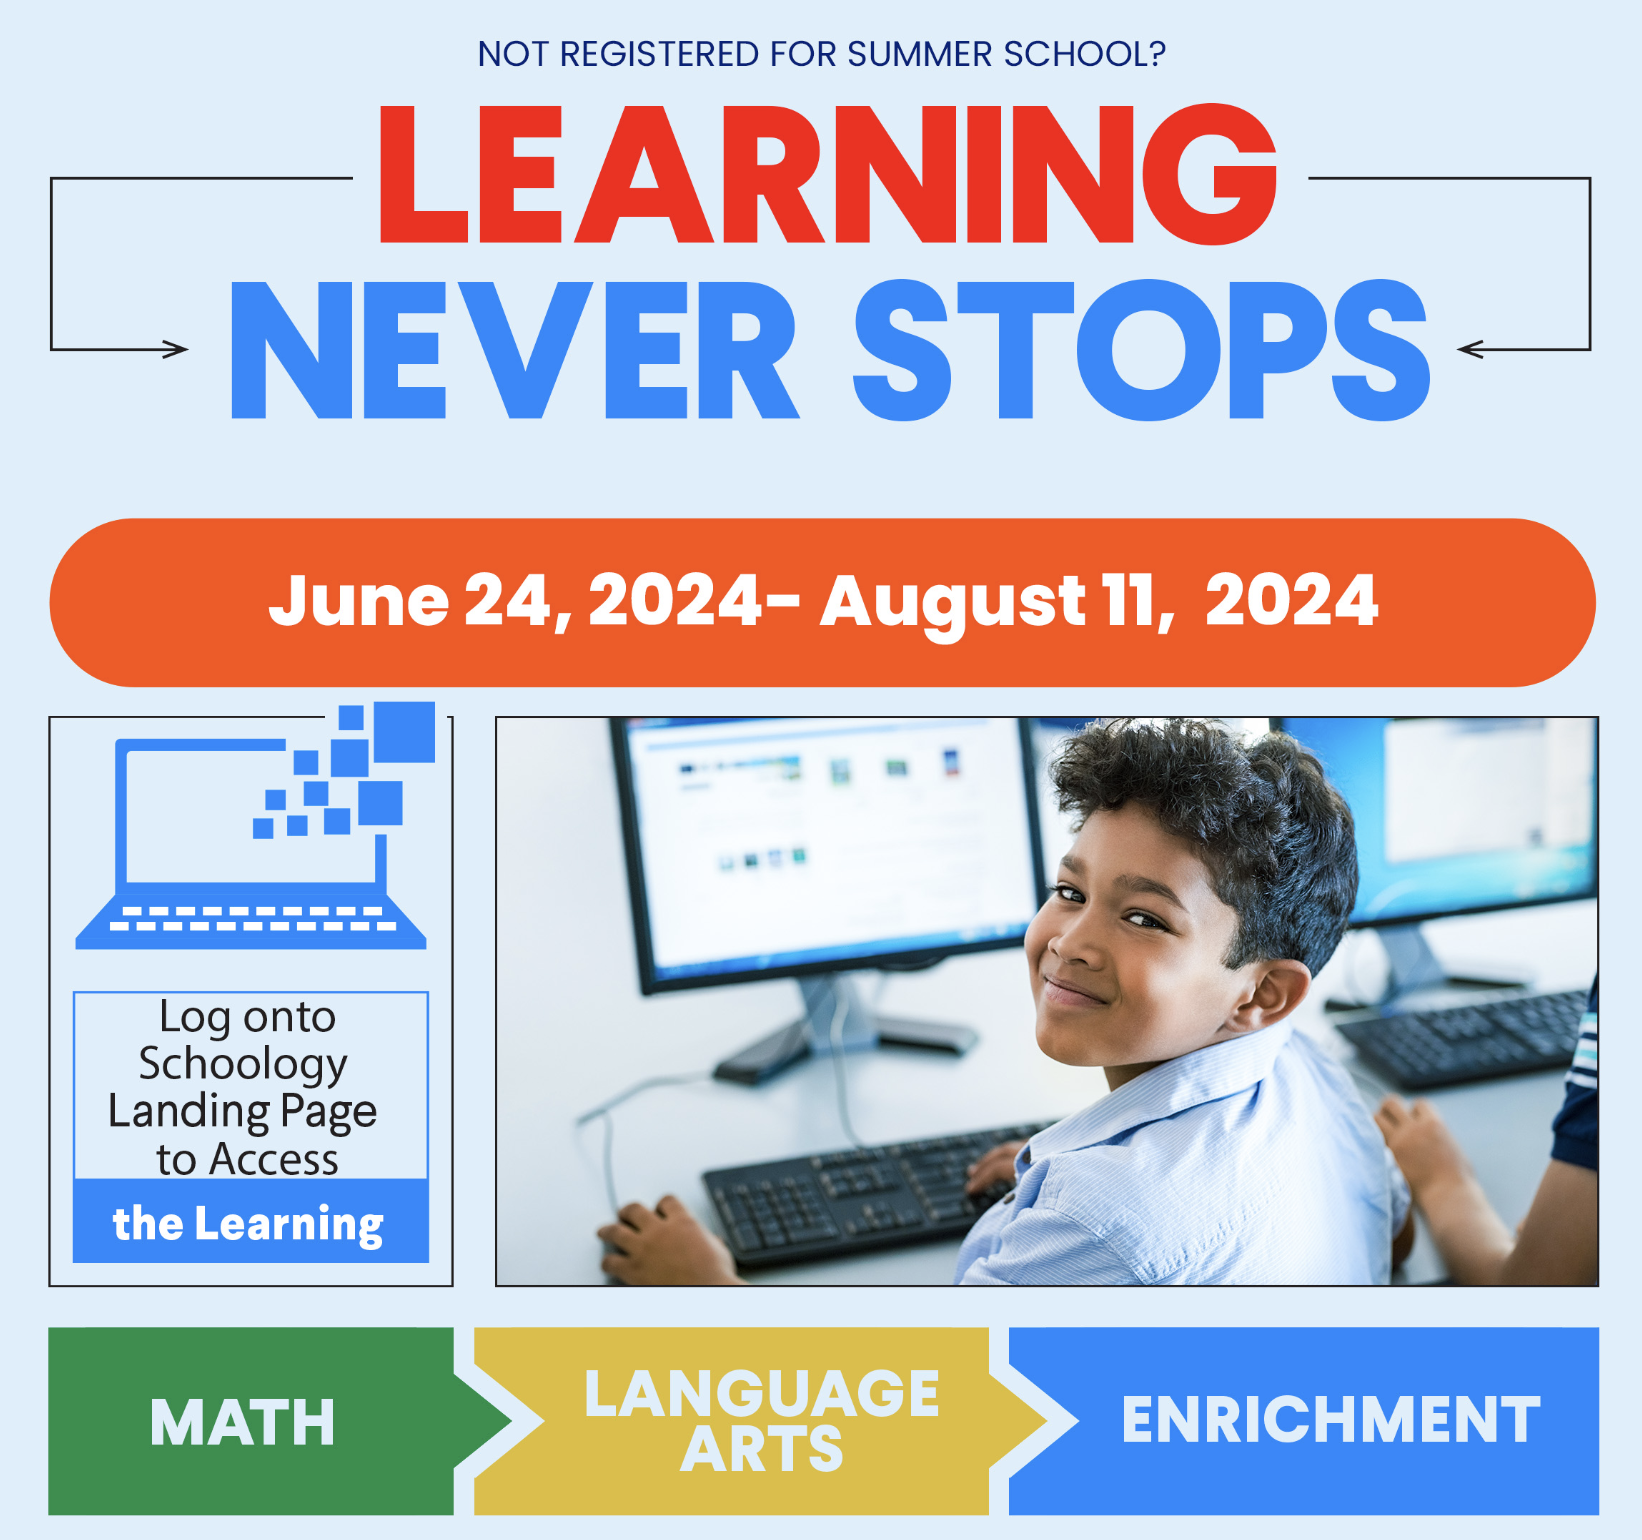 NOT REGISTERED FOR SUMMER SCHOOL?
LEARNING
NEVER STOPS
June 24, 2024- August 11, 2024
Log onto
Schoology
Landing Page
to Access
the Learning
MATH
LANGUAGE
ARTS
ENRICHMENT